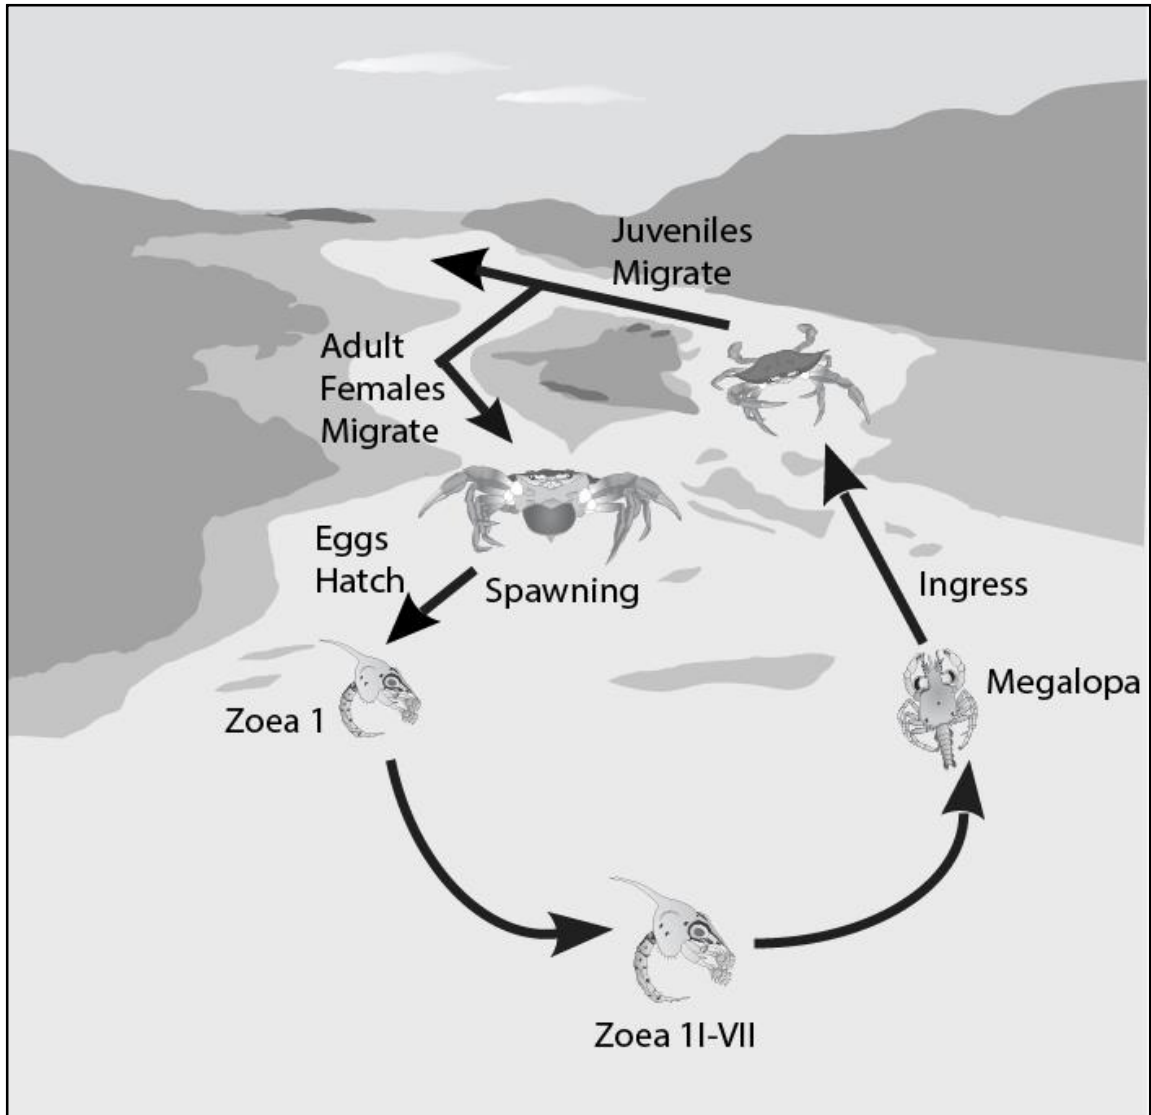 Juveniles
Migrate
Adult
Females
Migrate
Eggs
Hatch
Spawning
Ingress
Megalopa
Zoea 1
Zoea 1I-VII